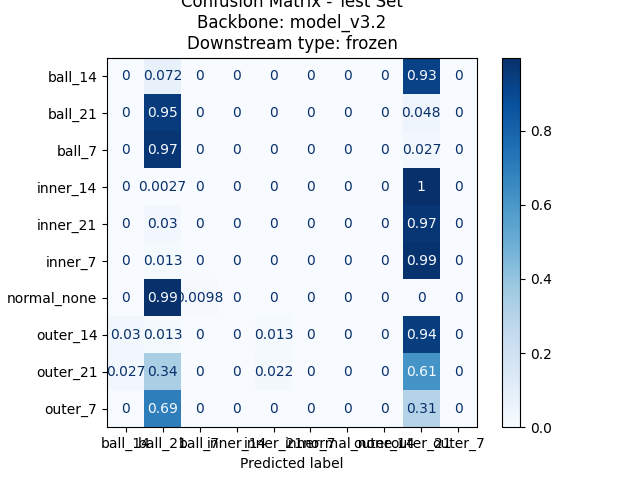 Confusion Matrix - Test Set
Backbone: model_v3.2
Downstream type: frozen
ball_14 0 0.072 0 0 0 0 0 0 0.93 0
ball_21 0 0.95 0 0 0 0 0 0 0.048 0
ball_7 0 0.97 0 0 0 0 0 0 0.027 0
inner_14 0 0.0027 0 0 0 0 0 0 1 0
inner_21 0 0.03 0 0 0 0 0 0 0.97 0
inner_7 0 0.013 0 0 0 0 0 0 0.99 0
normal_none 0 0.99 0.0098 0 0 0 0 0 0 0
outer_14 0.03 0.013 0 0 0.013 0 0 0 0.94 0
outer_21 0.027 0.34 0 0 0.022 0 0 0 0.61 0
outer_7 0 0.69 0 0 0 0 0 0 0.31 0
ball_14 ball_21 ball_7 inner_14 inner_21 inner_7 normal_none outer_14 outer_21 outer_7
Predicted label
0.8
0.6
0.4
0.2
0.0